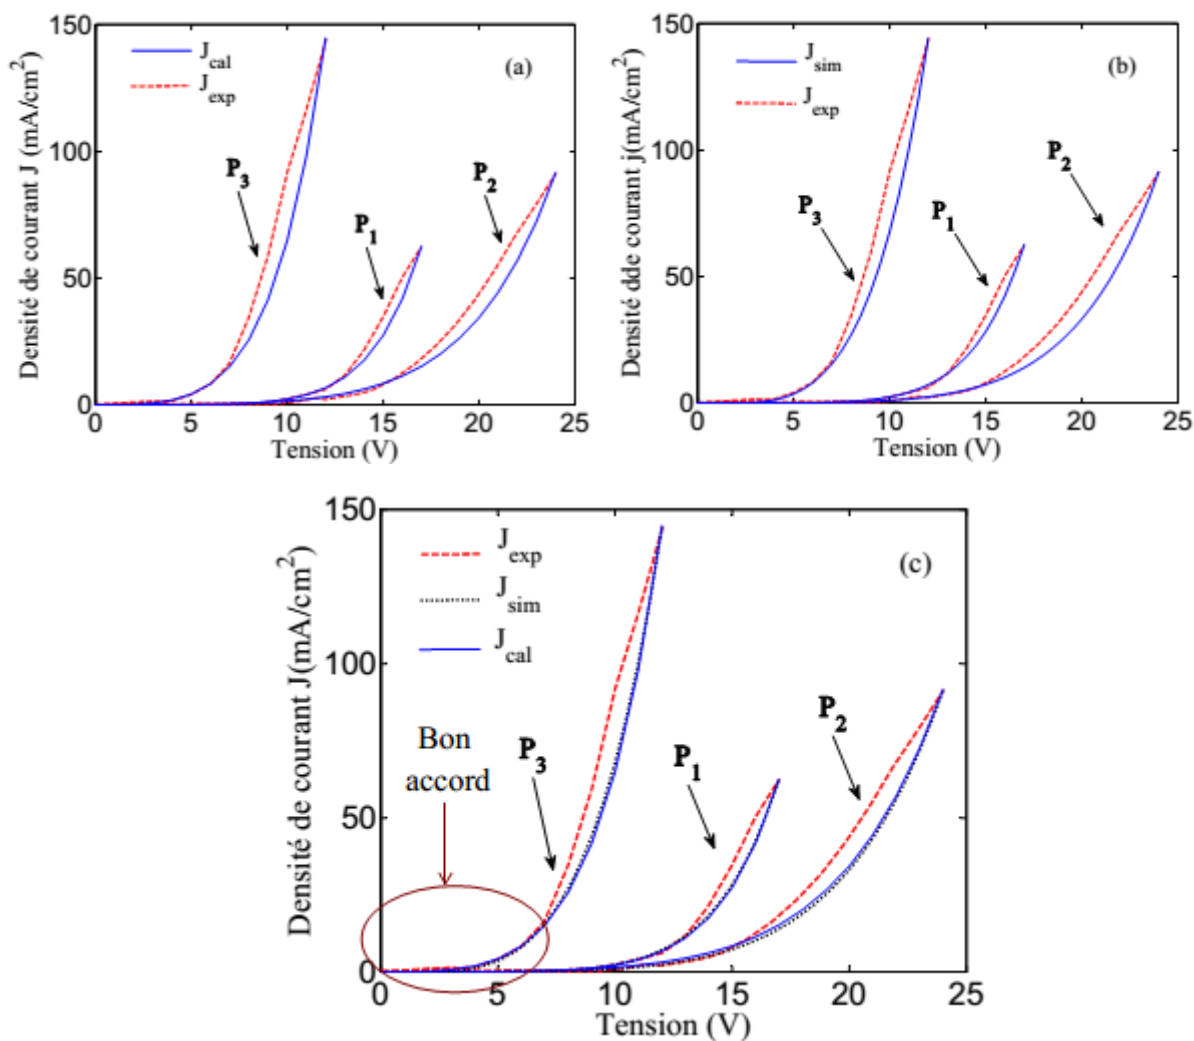 150
100
50
0
0
5
10
15
20
25
Densité de courant J (mA/cm²)
Tension (V)
J_cal
J_exp
(a)
P_3
P_1
P_2
150
100
50
0
0
5
10
15
20
25
Densité dde courant j(mA/cm²)
Tension (V)
J_sim
J_exp
(b)
P_3
P_1
P_2
150
100
50
0
0
5
10
15
20
25
Densité de courant J(mA/cm²)
Tension (V)
J_exp
J_sim
J_cal
(c)
Bon
accord
P_3
P_1
P_2